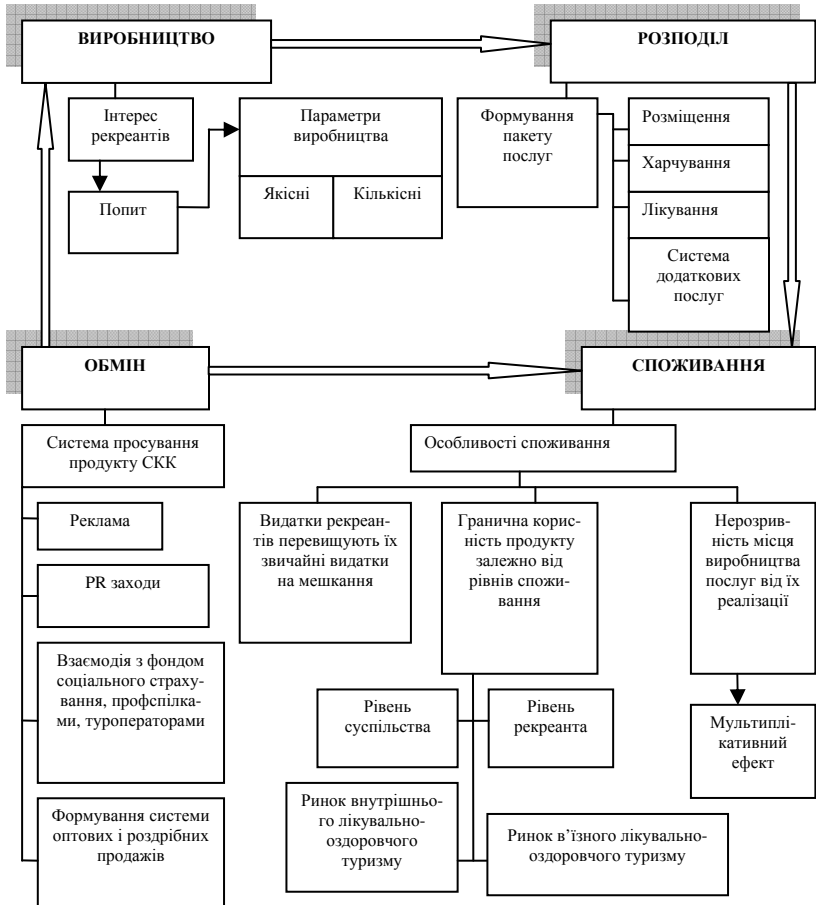 ВИРОБНИЦТВО
РОЗПОДІЛ
Інтерес
рекреантів
Попит
Параметри
виробництва
Якісні
Кількісні
Формування
пакету
послуг
Розміщення
Харчування
Лікування
Система
додаткових
послуг
ОБМІН
СПОЖИВАННЯ
Система просування
продукту СКК
Реклама
PR заходи
Взаємодія з фондом
соціального страху-
вання, профспілка-
ми, туроператорами
Формування системи
оптових і роздрібних
продажів
Особливості споживання
Видатки рекреан-
тів перевищують їх
звичайні видатки
на мешкання
Гранична корис-
ність продукту
залежно від
рівнів спожи-
вання
Нерозрив-
ність місця
виробництва
послуг від їх
реалізації
Рівень
суспільства
Рівень
рекреанта
Мультиплі-
кативний
ефект
Ринок внутрішньо-
го лікувально-
оздоровчого
туризму
Ринок в’їзного лікувально-
оздоровчого туризму